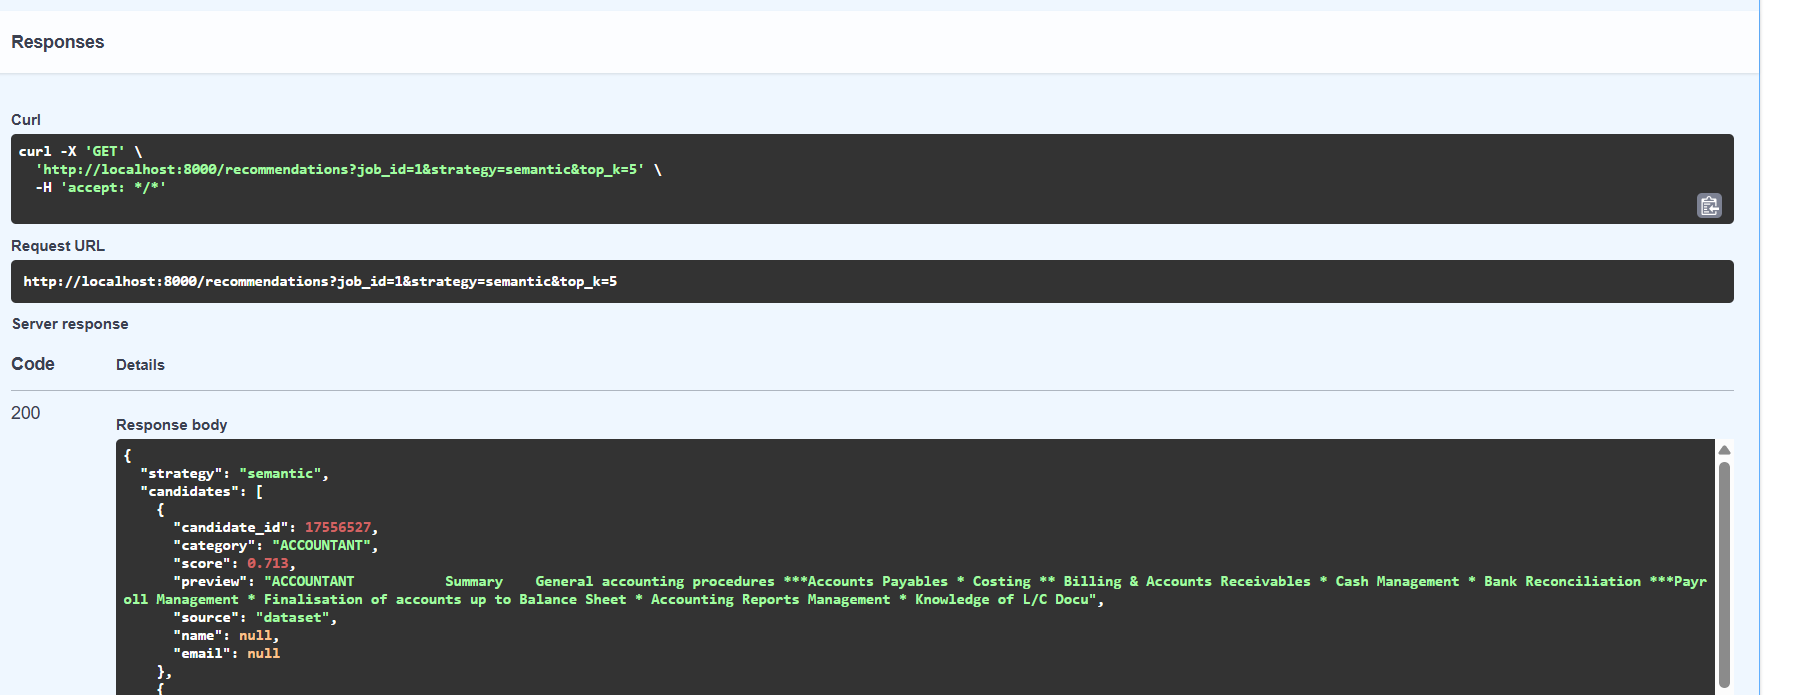 Responses
Curl
curl -X 'GET' \
  'http://localhost:8000/recommendations?job_id=1&strategy=semantic&top_k=5' \
  -H 'accept: */*'
Request URL
http://localhost:8000/recommendations?job_id=1&strategy=semantic&top_k=5
Server response
Code Details
200
Response body
{
  "strategy": "semantic",
  "candidates": [
    {
      "candidate_id": 17556527,
      "category": "ACCOUNTANT",
      "score": 0.713,
      "preview": "ACCOUNTANT           Summary    General accounting procedures ***Accounts Payables * Costing ** Billing & Accounts Receivables * Cash Management * Bank Reconciliation ***Payr
oll Management * Finalisation of accounts up to Balance Sheet * Accounting Reports Management * Knowledge of L/C Docu",
      "source": "dataset",
      "name": null,
      "email": null
    },
    {